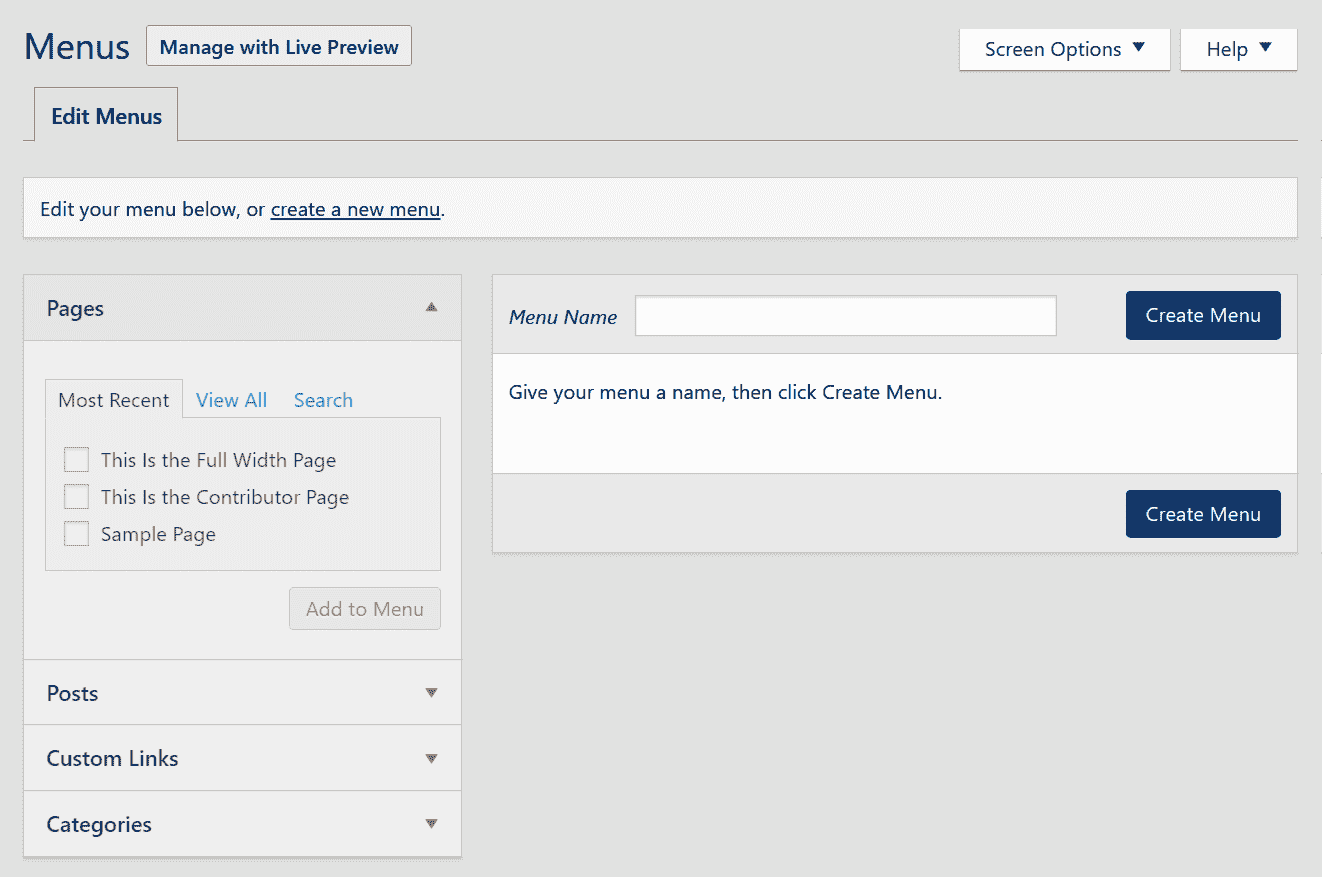 Menus
Manage with Live Preview
Screen Options
Help
Edit Menus
Edit your menu below, or create a new menu.
Pages
Most Recent
View All
Search
This Is the Full Width Page
This Is the Contributor Page
Sample Page
Add to Menu
Posts
Custom Links
Categories
Menu Name
Create Menu
Give your menu a name, then click Create Menu.
Create Menu